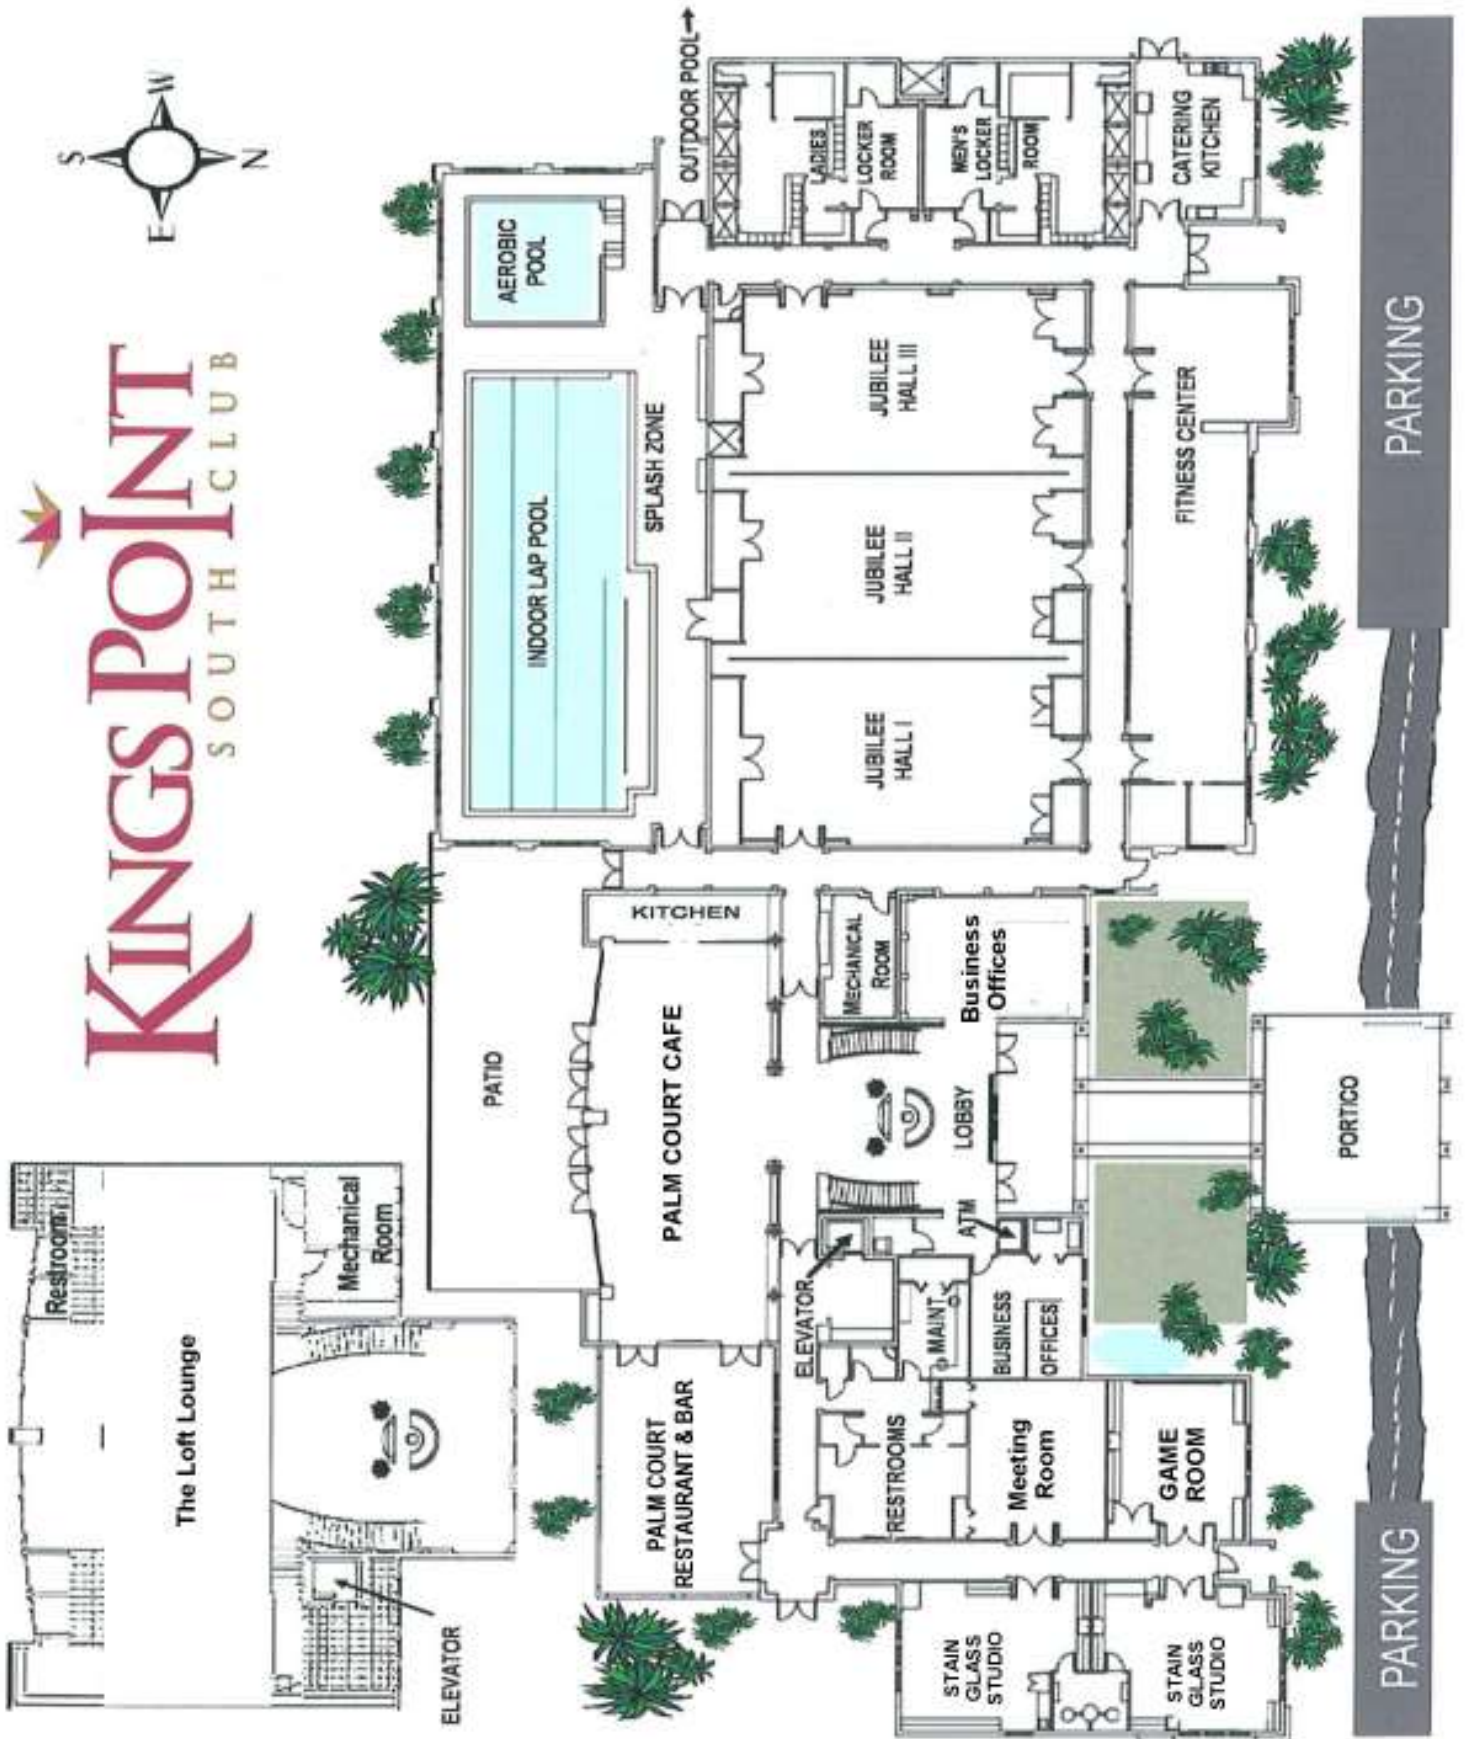 KINGS POINT
SOUTH CLUB
S
W
E
N
Restroom
Mechanical
Room
The Loft Lounge
ELEVATOR
PATIO
INDOOR LAP POOL
AEROBIC
POOL
SPLASH ZONE
OUTDOOR POOL
LADIES
LOCKER
ROOM
MEN'S
LOCKER
ROOM
CATERING
KITCHEN
JUBILEE
HALL I
JUBILEE
HALL II
JUBILEE
HALL III
FITNESS CENTER
KITCHEN
PALM COURT CAFE
MECHANICAL
ROOM
Business
Offices
LOBBY
ATM
ELEVATOR
MAINT.
BUSINESS
OFFICES
PALM COURT
RESTAURANT & BAR
RESTROOMS
Meeting
Room
GAME
ROOM
STAIN
GLASS
STUDIO
STAIN
GLASS
STUDIO
PORTICO
PARKING
PARKING